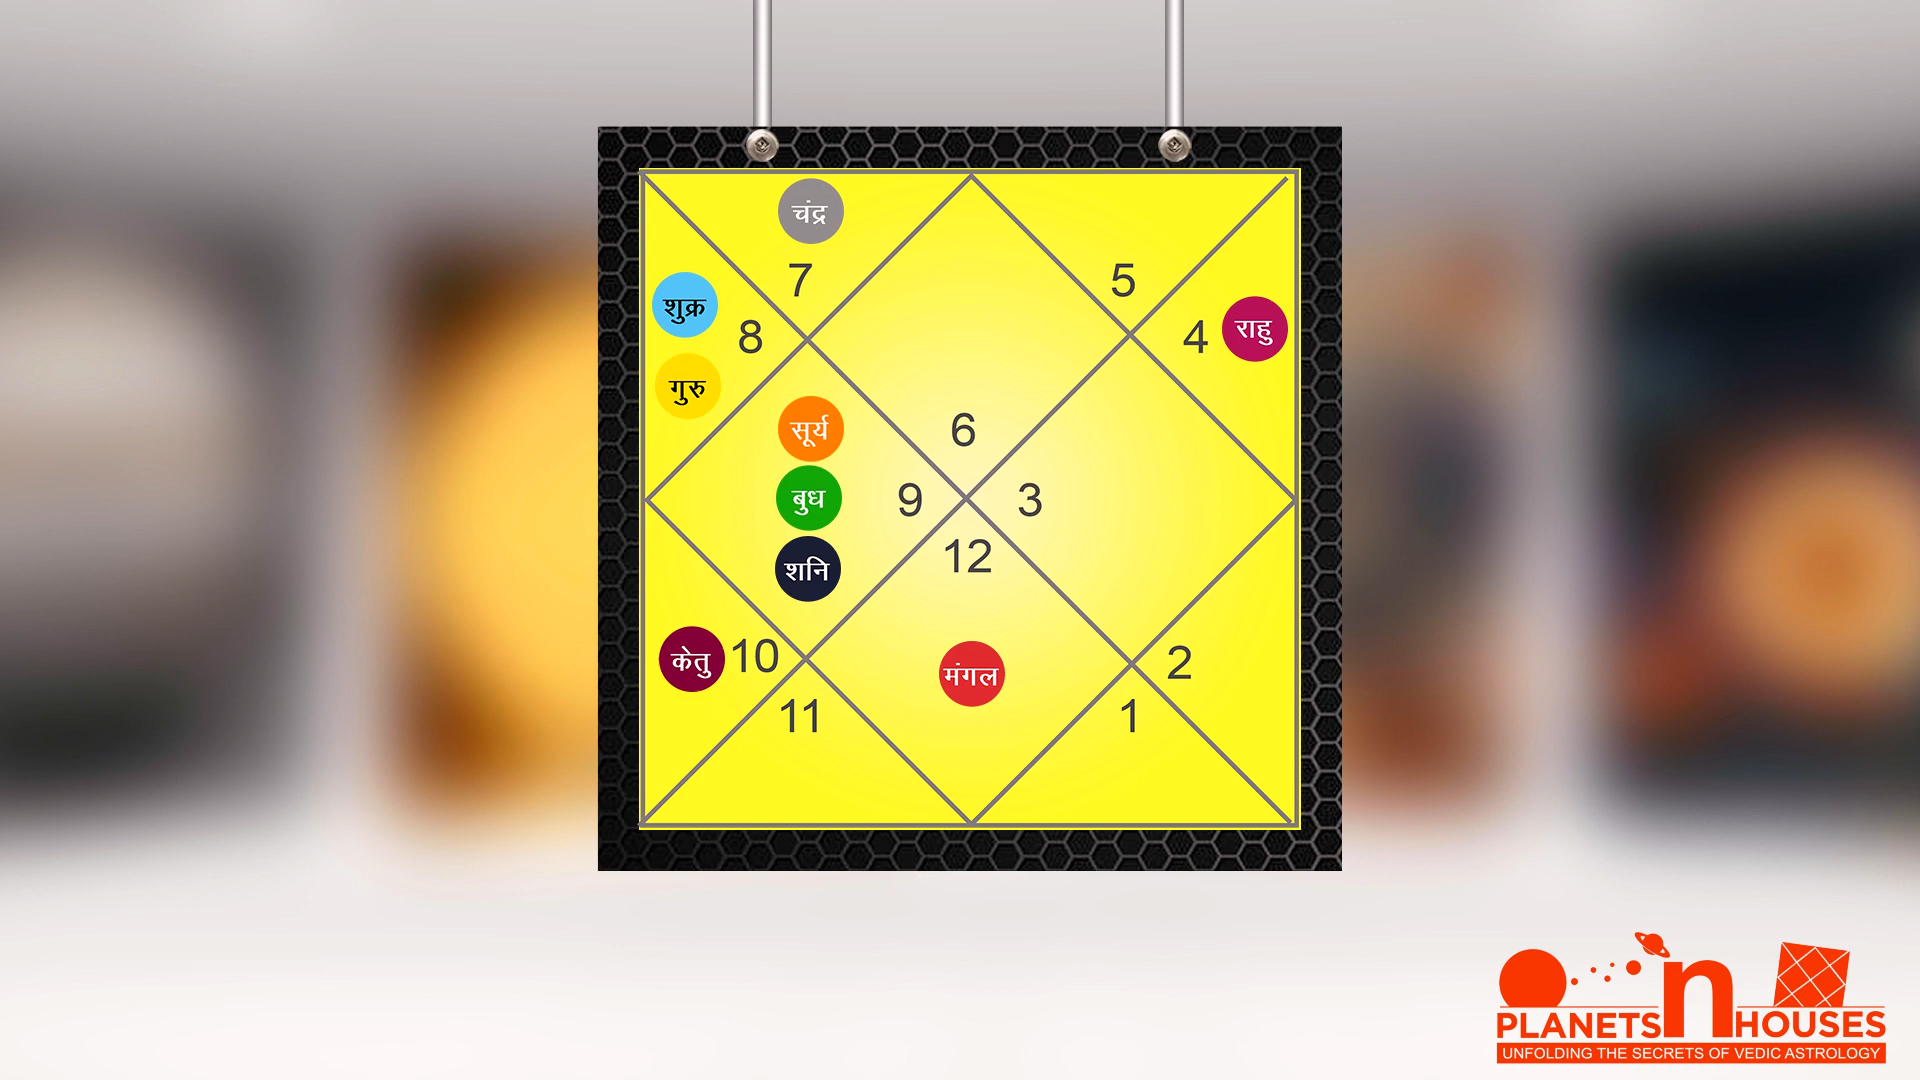 चंद्र
7
5
शुक्र
8
4
राहु
गुरु
सूर्य
6
बुध
9
3
12
शनि
केतु
10
मंगल
2
11
1
PLANETS n HOUSES
UNFOLDING THE SECRETS OF VEDIC ASTROLOGY